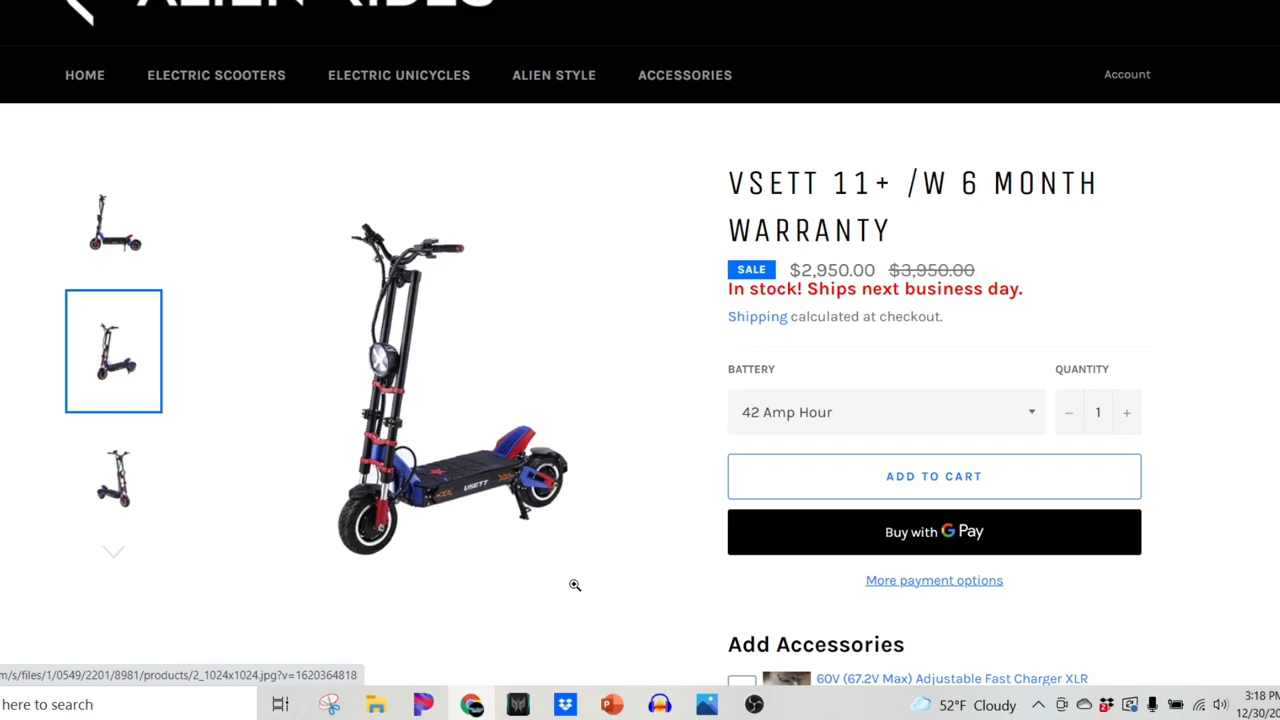 ALIEN RIDES
HOME ELECTRIC SCOOTERS ELECTRIC UNICYCLES ALIEN STYLE ACCESSORIES Account
VSETT 11+ /W 6 MONTH
WARRANTY
SALE $2,950.00 $3,950.00
In stock! Ships next business day.
Shipping calculated at checkout.
BATTERY QUANTITY
42 Amp Hour − 1 +
ADD TO CART
Buy with G Pay
More payment options
VSETT
Add Accessories
60V (67.2V Max) Adjustable Fast Charger XLR
m/s/files/1/0549/2201/8981/products/2_1024x1024.jpg?v=1620364818
here to search 52°F Cloudy 3:18 PM
12/30/20